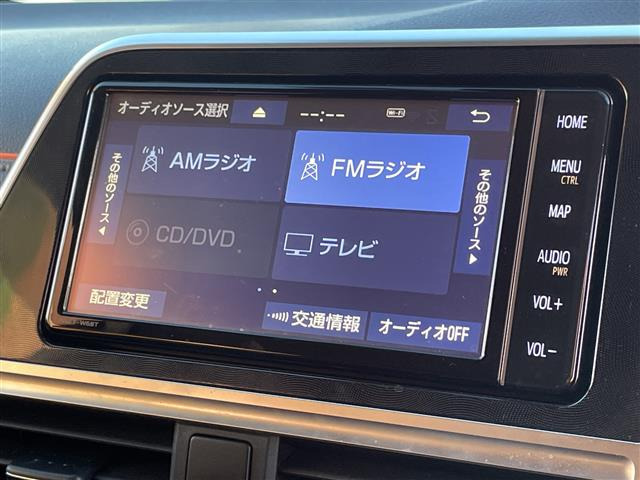 オーディオソース選択
--:--
Wi-Fi
その他のソース
AMラジオ
FMラジオ
その他のソース
CD/DVD
テレビ
配置変更
交通情報
オーディオOFF
HOME
MENU
CTRL
MAP
AUDIO
PWR
VOL+
VOL-